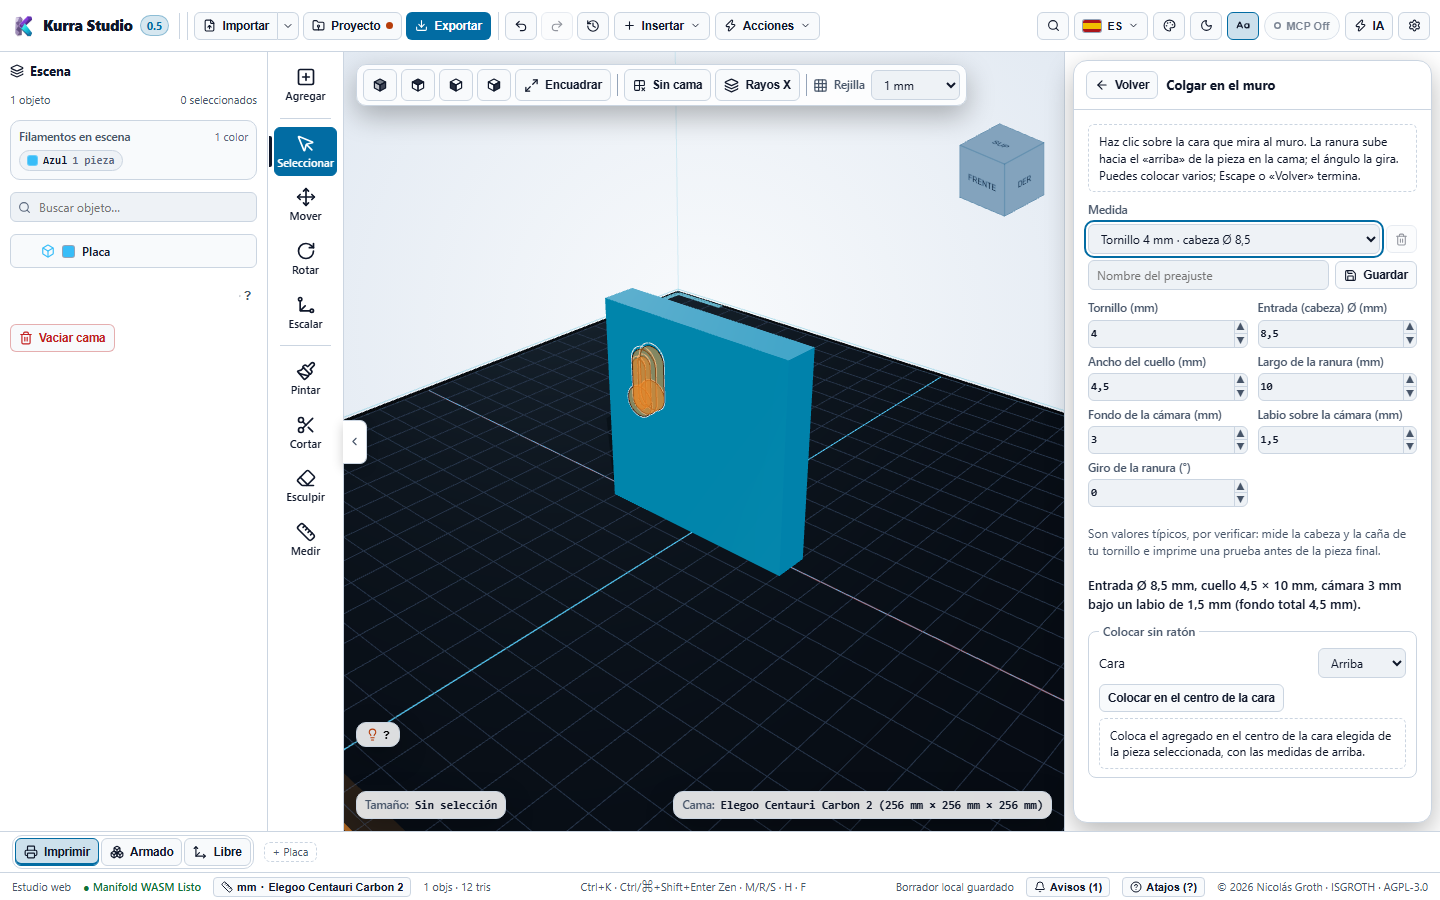 Kurra Studio 0.5
Importar
Proyecto
Exportar
Insertar
Acciones
ES
MCP Off
IA
Escena
1 objeto
0 seleccionados
Filamentos en escena
1 color
Azul 1 pieza
Buscar objeto...
Placa
· ?
Vaciar cama
Agregar
Seleccionar
Mover
Rotar
Escalar
Pintar
Cortar
Esculpir
Medir
Encuadrar
Sin cama
Rayos X
Rejilla
1 mm
SUP
FRENTE
DER
?
Tamaño: Sin selección
Cama: Elegoo Centauri Carbon 2 (256 mm × 256 mm × 256 mm)
Volver
Colgar en el muro
Haz clic sobre la cara que mira al muro. La ranura sube
hacia el «arriba» de la pieza en la cama; el ángulo la gira.
Puedes colocar varios; Escape o «Volver» termina.
Medida
Tornillo 4 mm · cabeza Ø 8,5
Nombre del preajuste
Guardar
Tornillo (mm)
Entrada (cabeza) Ø (mm)
4
8,5
Ancho del cuello (mm)
Largo de la ranura (mm)
4,5
10
Fondo de la cámara (mm)
Labio sobre la cámara (mm)
3
1,5
Giro de la ranura (°)
0
Son valores típicos, por verificar: mide la cabeza y la caña de
tu tornillo e imprime una prueba antes de la pieza final.
Entrada Ø 8,5 mm, cuello 4,5 × 10 mm, cámara 3 mm
bajo un labio de 1,5 mm (fondo total 4,5 mm).
Colocar sin ratón
Cara
Arriba
Colocar en el centro de la cara
Coloca el agregado en el centro de la cara elegida de
la pieza seleccionada, con las medidas de arriba.
Imprimir
Armado
Libre
+ Placa
Estudio web
● Manifold WASM Listo
mm · Elegoo Centauri Carbon 2
1 objs · 12 tris
Ctrl+K · Ctrl/⌘+Shift+Enter Zen · M/R/S · H · F
Borrador local guardado
Avisos (1)
Atajos (?)
© 2026 Nicolás Groth · ISGROTH · AGPL-3.0